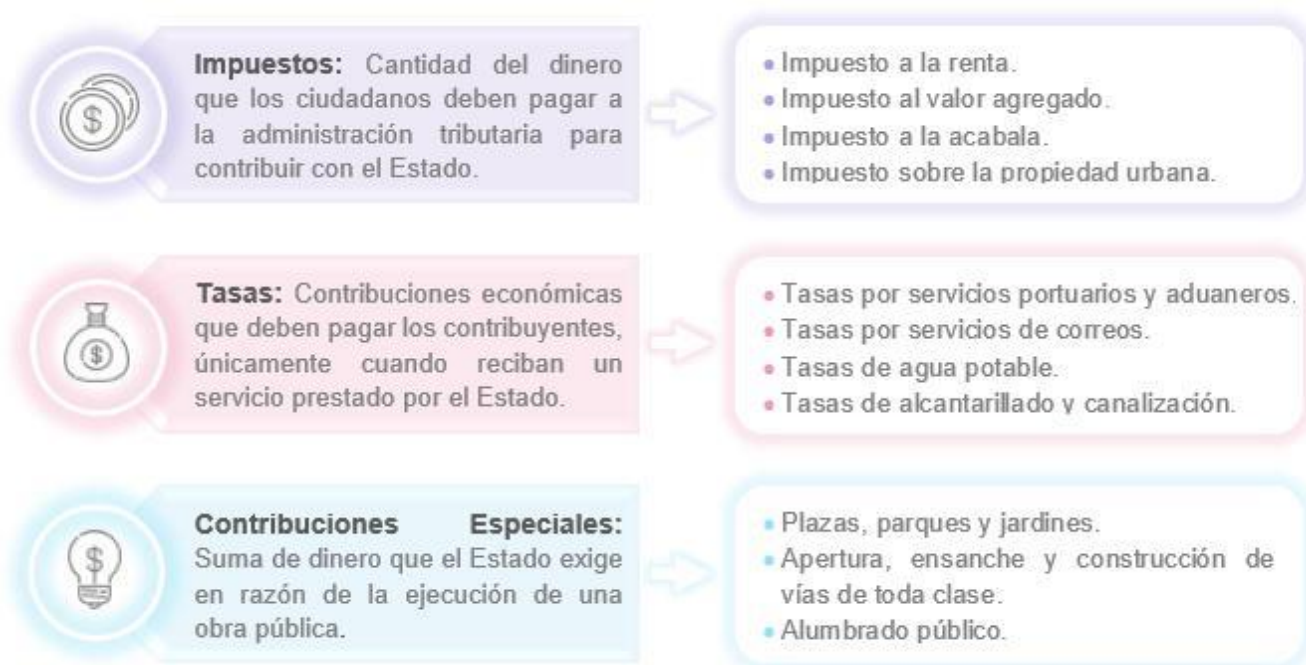 Impuestos: Cantidad del dinero
que los ciudadanos deben pagar a
la administración tributaria para
contribuir con el Estado.
• Impuesto a la renta.
• Impuesto al valor agregado.
• Impuesto a la acabala.
• Impuesto sobre la propiedad urbana.
Tasas: Contribuciones económicas
que deben pagar los contribuyentes,
únicamente cuando reciban un
servicio prestado por el Estado.
• Tasas por servicios portuarios y aduaneros.
• Tasas por servicios de correos.
• Tasas de agua potable.
• Tasas de alcantarillado y canalización.
Contribuciones Especiales:
Suma de dinero que el Estado exige
en razón de la ejecución de una
obra pública.
• Plazas, parques y jardines.
• Apertura, ensanche y construcción de
vías de toda clase.
• Alumbrado público.
$
$
$